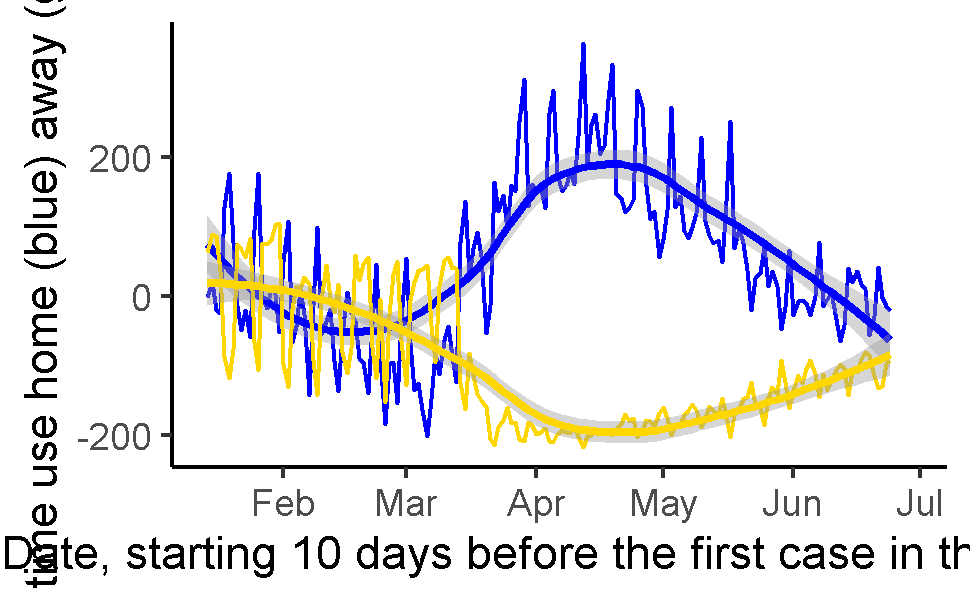 time use home (blue) away (
200
0
-200
Feb Mar Apr May Jun Jul
Date, starting 10 days before the first case in th